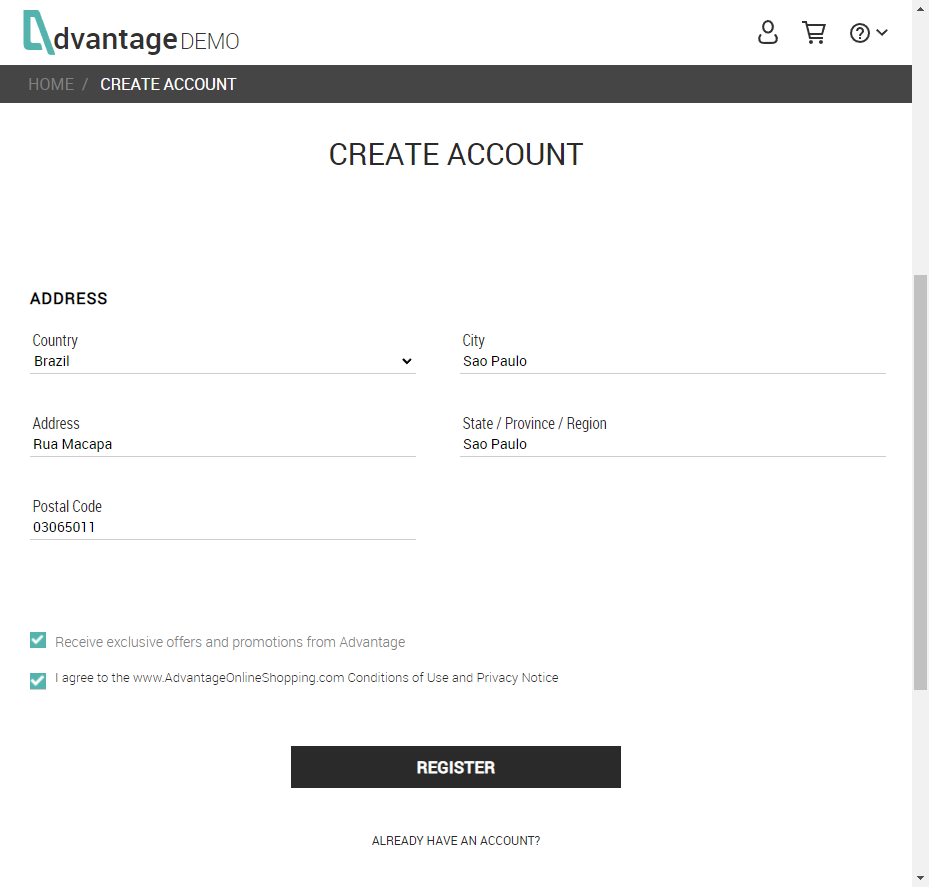 dvantage DEMO
HOME / CREATE ACCOUNT
CREATE ACCOUNT
ADDRESS
Country
Brazil
City
Sao Paulo
Address
Rua Macapa
State / Province / Region
Sao Paulo
Postal Code
03065011
Receive exclusive offers and promotions from Advantage
I agree to the www.AdvantageOnlineShopping.com Conditions of Use and Privacy Notice
REGISTER
ALREADY HAVE AN ACCOUNT?